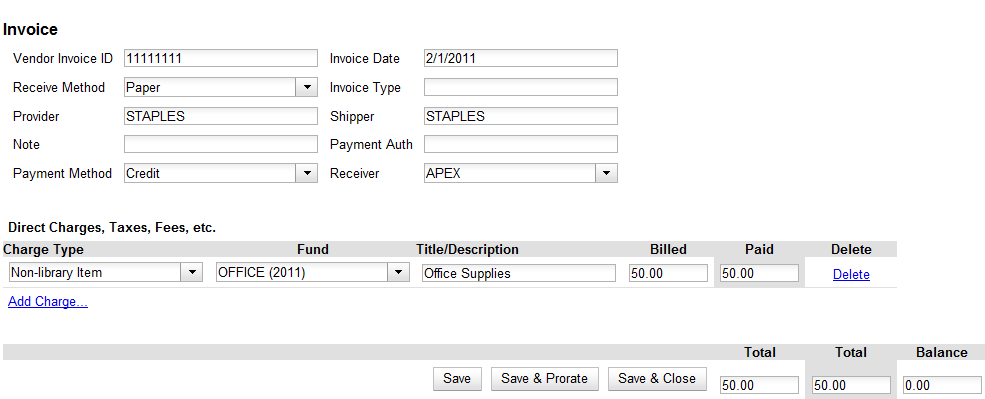 Invoice
Vendor Invoice ID 11111111 Invoice Date 2/1/2011
Receive Method Paper Invoice Type
Provider STAPLES Shipper STAPLES
Note Payment Auth
Payment Method Credit Receiver APEX
Direct Charges, Taxes, Fees, etc.
Charge Type Fund Title/Description Billed Paid Delete
Non-library Item OFFICE (2011) Office Supplies 50.00 50.00 Delete
Add Charge...
Total Total Balance
Save Save & Prorate Save & Close 50.00 50.00 0.00